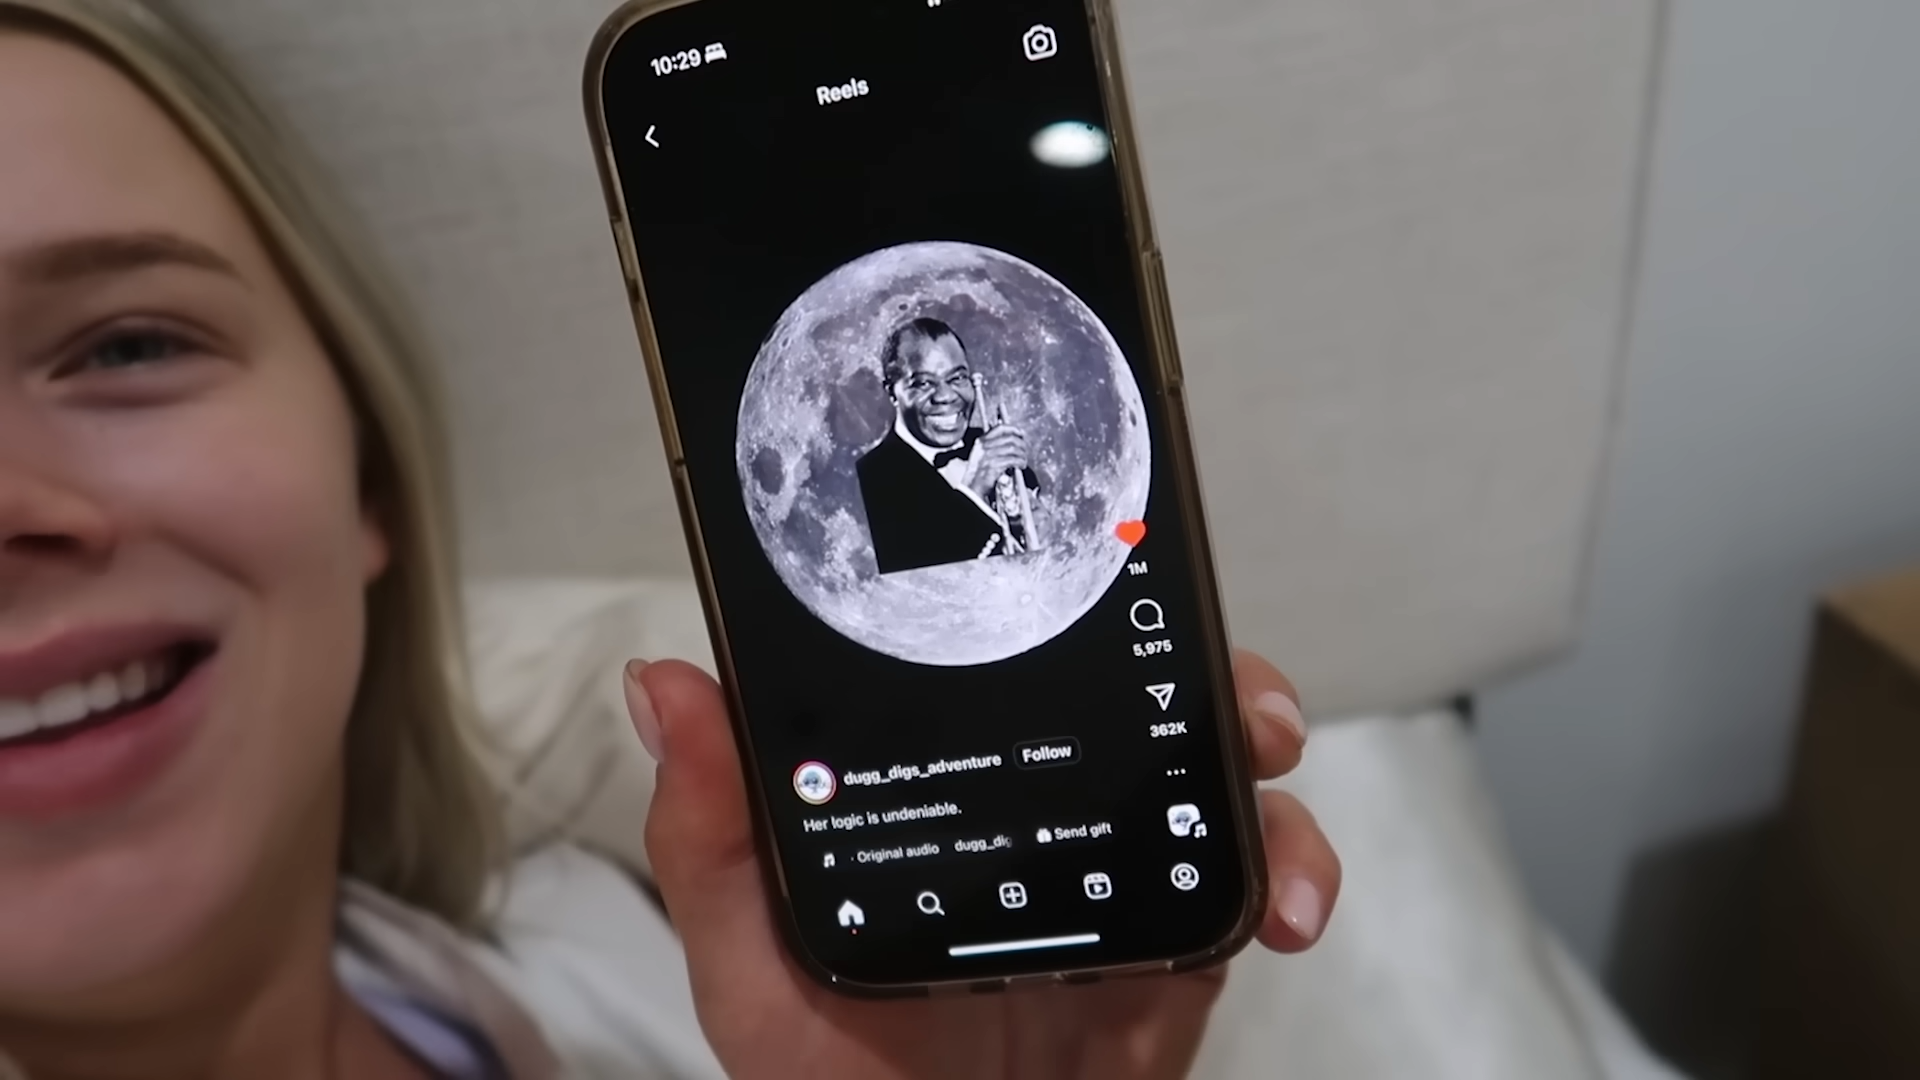 10:29
Reels
1M
5,975
362K
dugg_digs_adventure Follow
Her logic is undeniable.
· Original audio dugg_dig Send gift